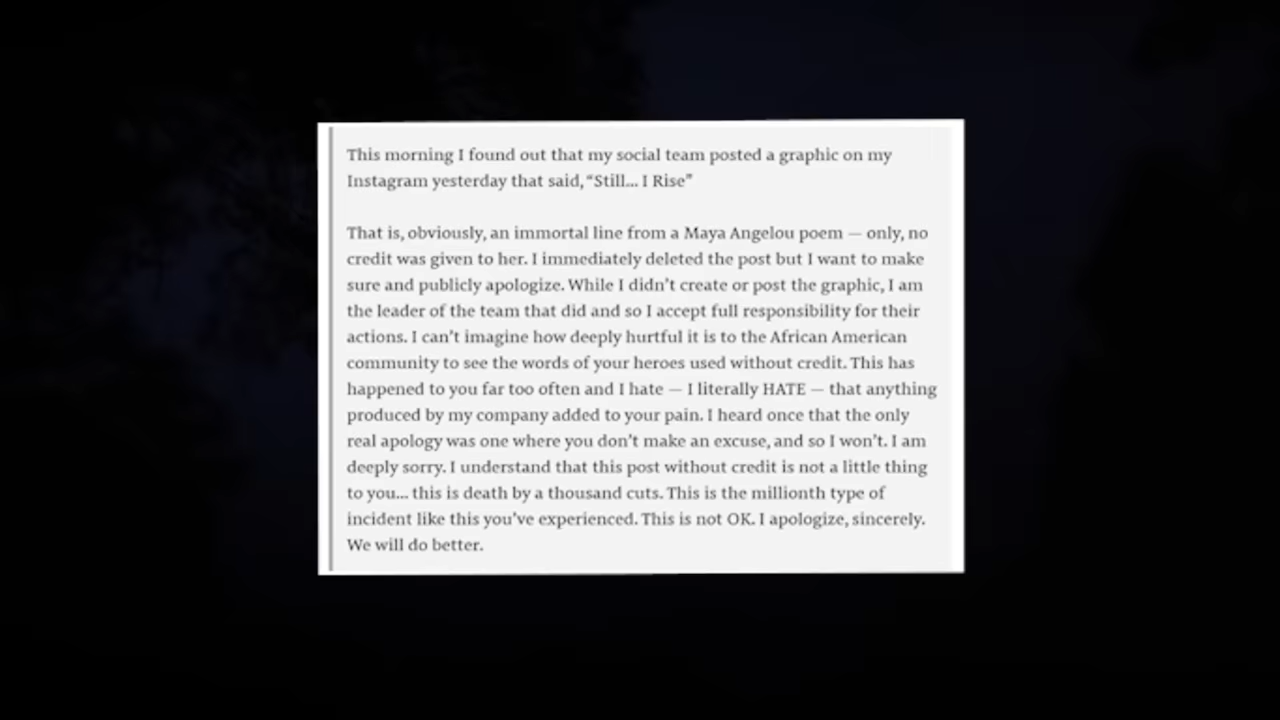 This morning I found out that my social team posted a graphic on my
Instagram yesterday that said, “Still... I Rise”
That is, obviously, an immortal line from a Maya Angelou poem — only, no
credit was given to her. I immediately deleted the post but I want to make
sure and publicly apologize. While I didn’t create or post the graphic, I am
the leader of the team that did and so I accept full responsibility for their
actions. I can’t imagine how deeply hurtful it is to the African American
community to see the words of your heroes used without credit. This has
happened to you far too often and I hate — I literally HATE — that anything
produced by my company added to your pain. I heard once that the only
real apology was one where you don’t make an excuse, and so I won’t. I am
deeply sorry. I understand that this post without credit is not a little thing
to you... this is death by a thousand cuts. This is the millionth type of
incident like this you’ve experienced. This is not OK. I apologize, sincerely.
We will do better.